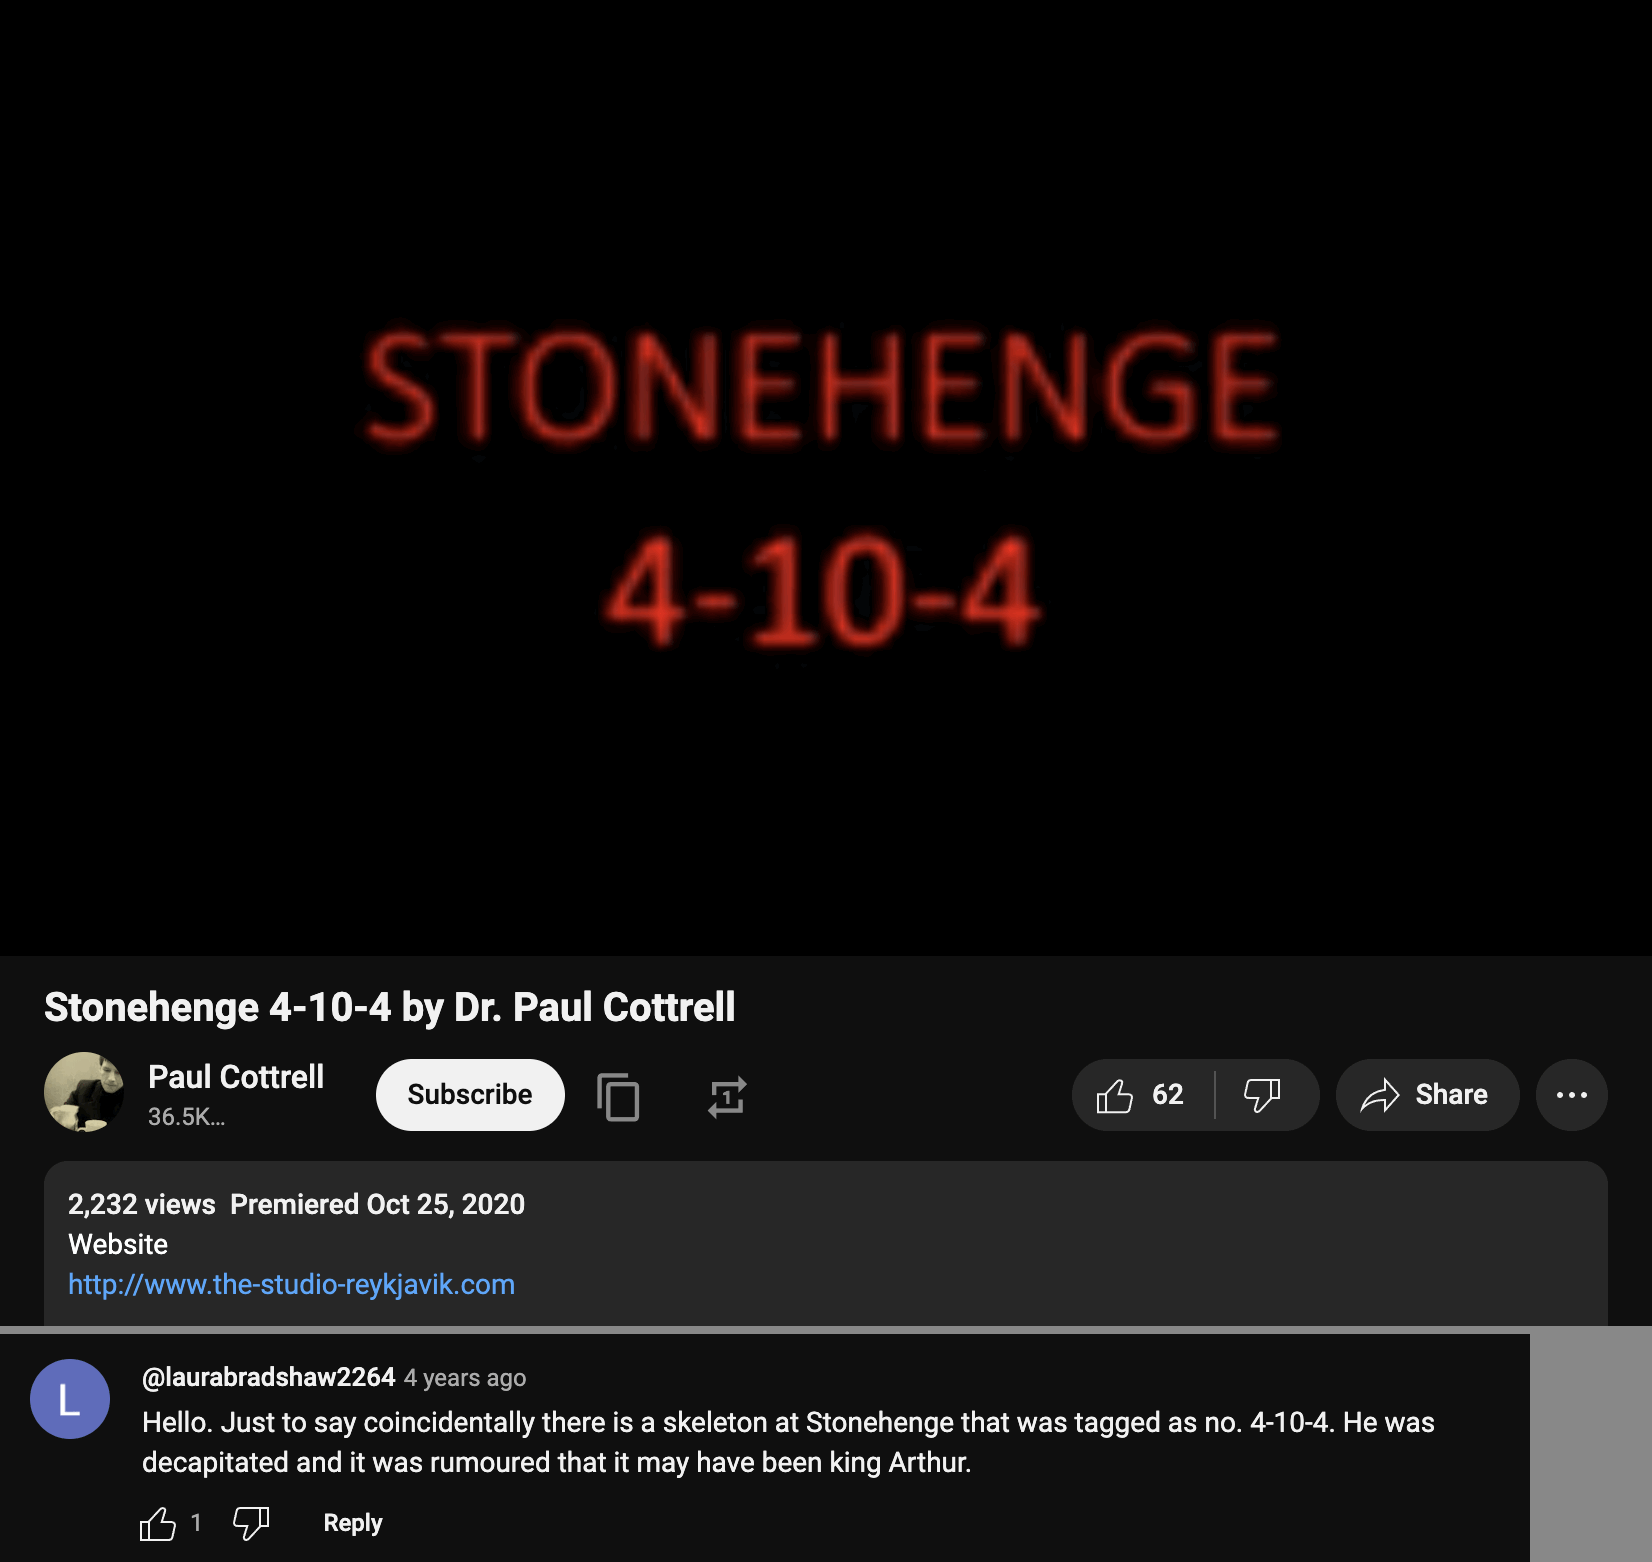 STONEHENGE
4-10-4
Stonehenge 4-10-4 by Dr. Paul Cottrell
Paul Cottrell
36.5K...
Subscribe
1
62
Share
2,232 views Premiered Oct 25, 2020
Website
http://www.the-studio-reykjavik.com
L
@laurabradshaw2264 4 years ago
Hello. Just to say coincidentally there is a skeleton at Stonehenge that was tagged as no. 4-10-4. He was
decapitated and it was rumoured that it may have been king Arthur.
1
Reply